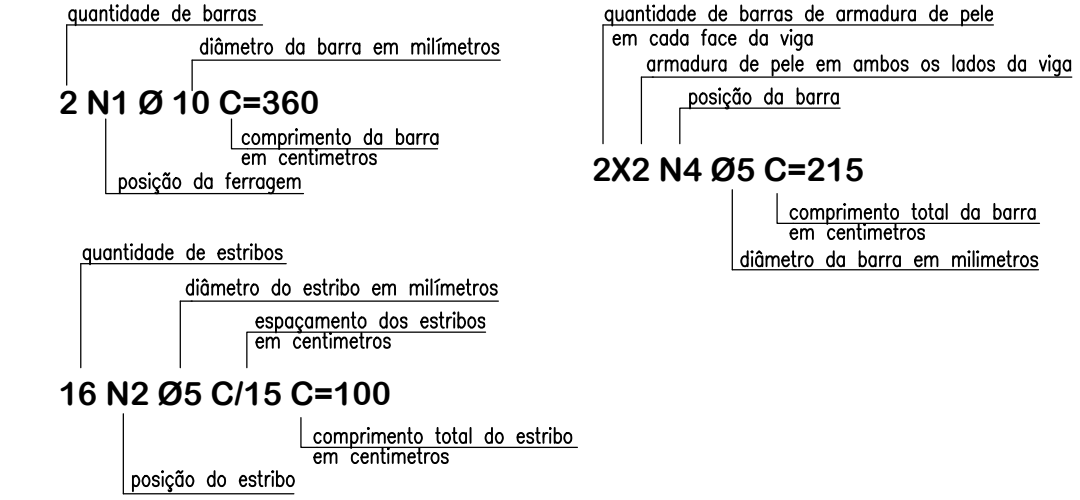 quantidade de barras
diâmetro da barra em milímetros
2 N1 Ø 10 C=360
comprimento da barra
em centimetros
posição da ferragem
quantidade de barras de armadura de pele
em cada face da viga
armadura de pele em ambos os lados da viga
posição da barra
2X2 N4 Ø5 C=215
comprimento total da barra
em centimetros
diâmetro da barra em milimetros
quantidade de estribos
diâmetro do estribo em milímetros
espaçamento dos estribos
em centimetros
16 N2 Ø5 C/15 C=100
comprimento total do estribo
em centimetros
posição do estribo